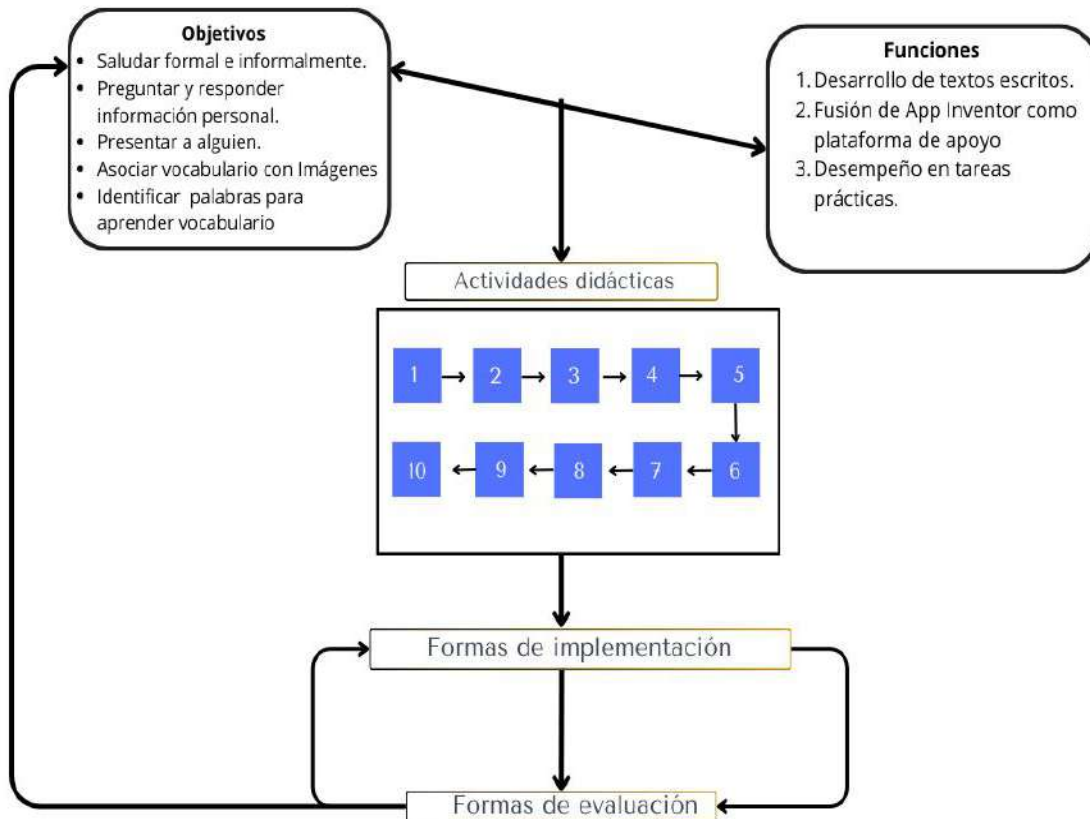 Objetivos
• Saludar formal e informalmente.
• Preguntar y responder
información personal.
• Presentar a alguien.
• Asociar vocabulario con Imágenes
• Identificar palabras para
aprender vocabulario
Funciones
1. Desarrollo de textos escritos.
2. Fusión de App Inventor como
plataforma de apoyo
3. Desempeño en tareas
prácticas.
Actividades didácticas
1 2 3 4 5
10 9 8 7 6
Formas de implementación
Formas de evaluación